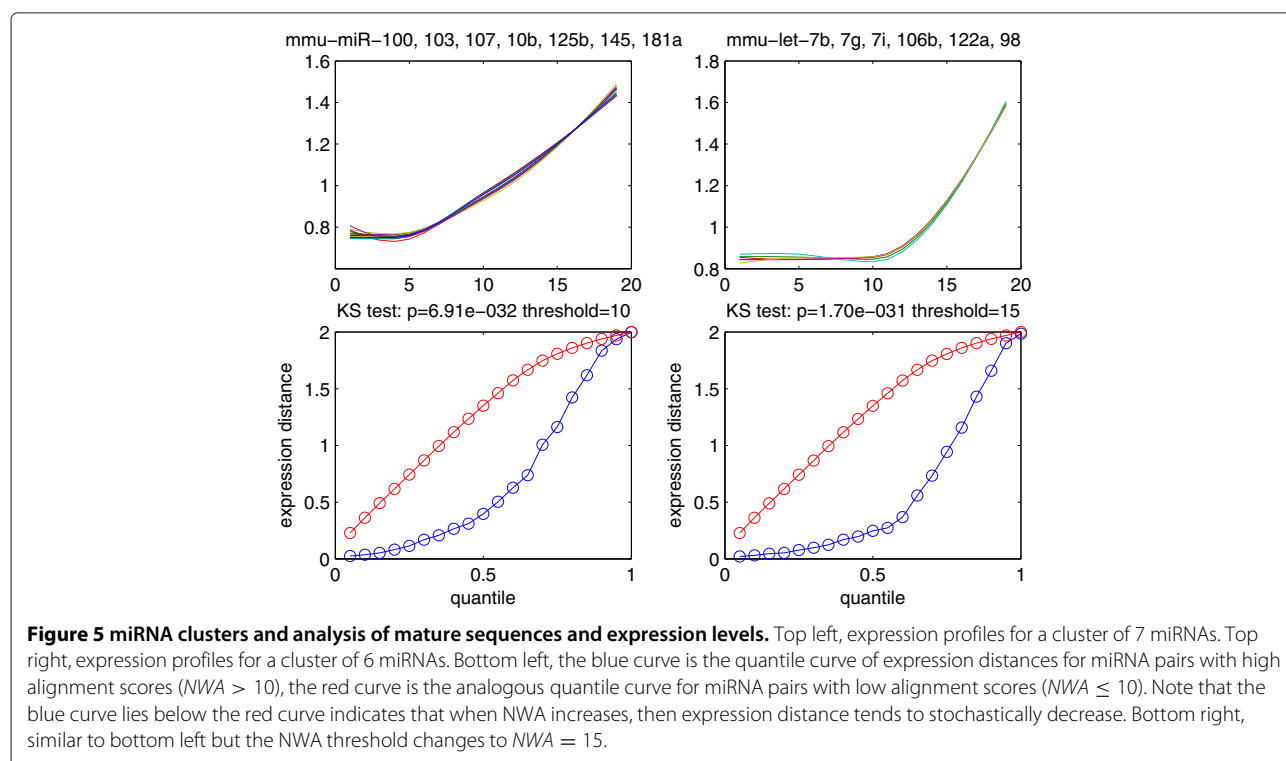 mmu−miR−100, 103, 107, 10b, 125b, 145, 181a
mmu−let−7b, 7g, 7i, 106b, 122a, 98
1.6
1.4
1.2
1
0.8
0 5 10 15 20
1.8
1.6
1.4
1.2
1
0.8
0 5 10 15 20
KS test: p=6.91e−032 threshold=10
KS test: p=1.70e−031 threshold=15
2
1.5
1
0.5
0
expression distance
0 0.5 1
quantile
2
1.5
1
0.5
0
expression distance
0 0.5 1
quantile
Figure 5 miRNA clusters and analysis of mature sequences and expression levels. Top left, expression profiles for a cluster of 7 miRNAs. Top
right, expression profiles for a cluster of 6 miRNAs. Bottom left, the blue curve is the quantile curve of expression distances for miRNA pairs with high
alignment scores (NWA > 10), the red curve is the analogous quantile curve for miRNA pairs with low alignment scores (NWA ≤ 10). Note that the
blue curve lies below the red curve indicates that when NWA increases, then expression distance tends to stochastically decrease. Bottom right,
similar to bottom left but the NWA threshold changes to NWA = 15.